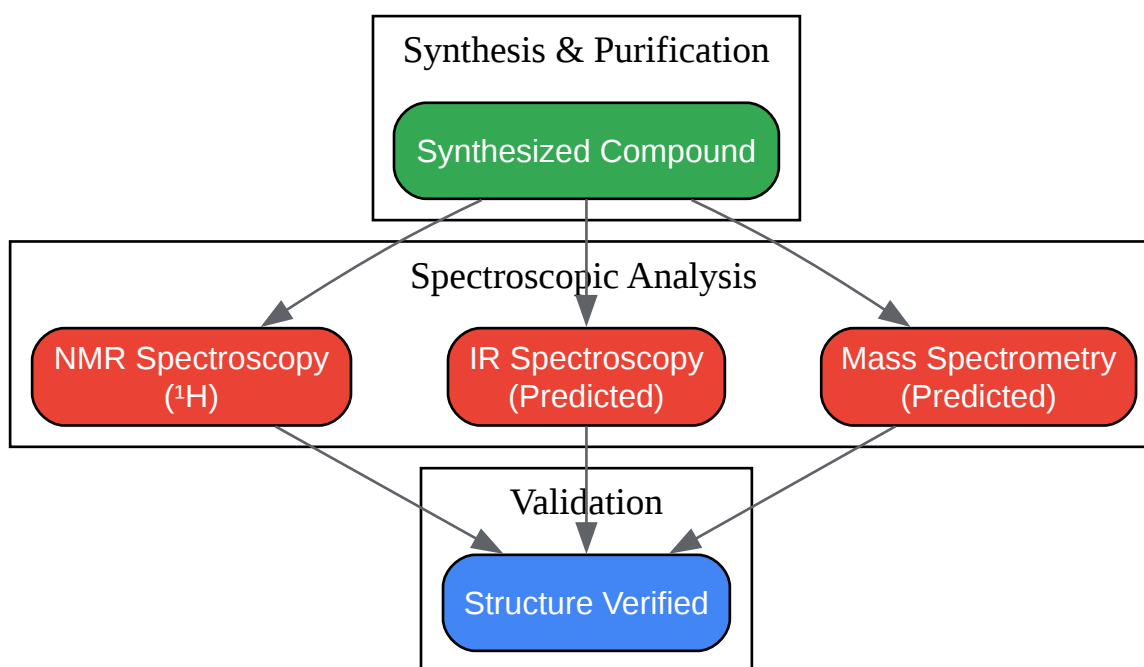 Synthesis & Purification
Synthesized Compound
Spectroscopic Analysis
NMR Spectroscopy
(¹H)
IR Spectroscopy
(Predicted)
Mass Spectrometry
(Predicted)
Validation
Structure Verified